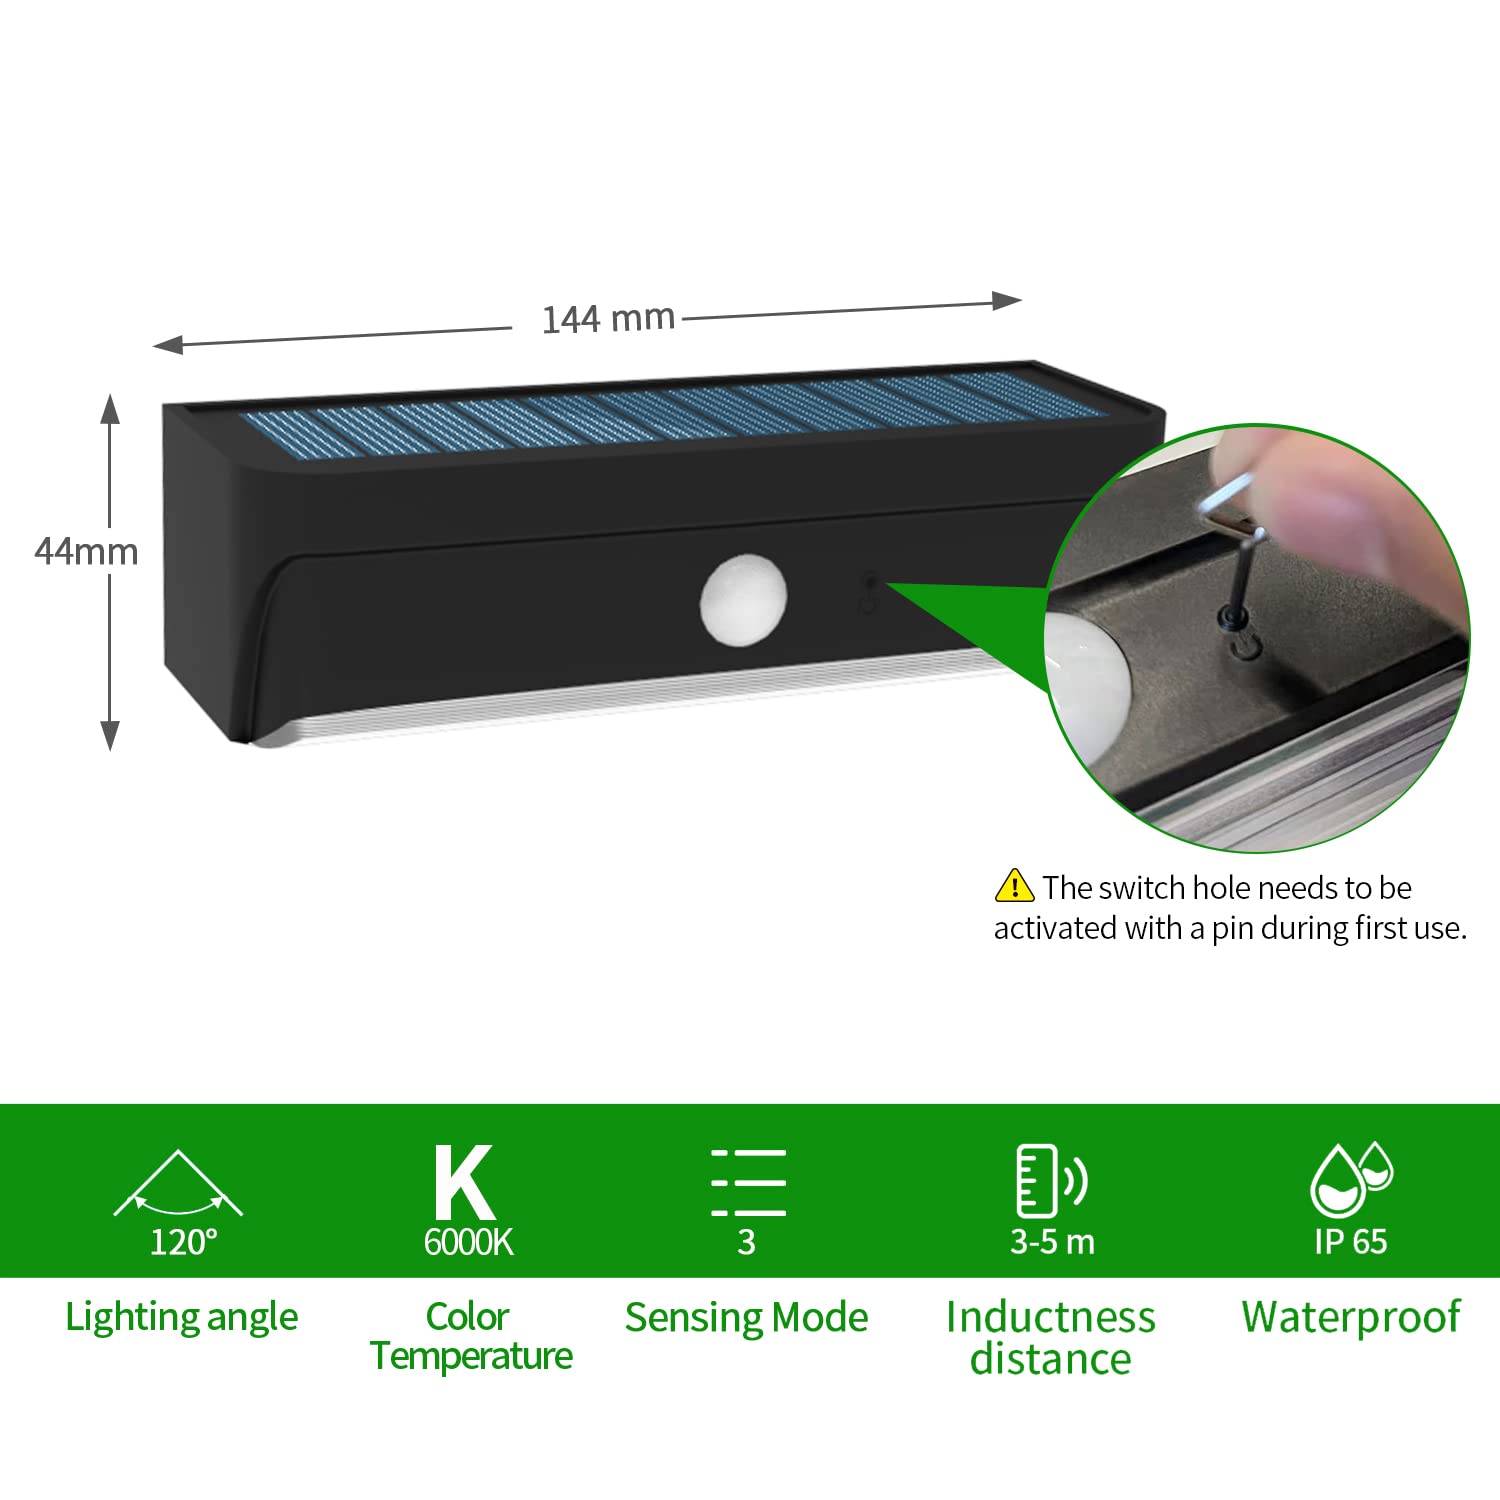 144 mm
44mm
The switch hole needs to be
activated with a pin during first use.
120°
K
6000K
3
3-5 m
IP 65
Lighting angle
Color
Temperature
Sensing Mode
Inductness
distance
Waterproof